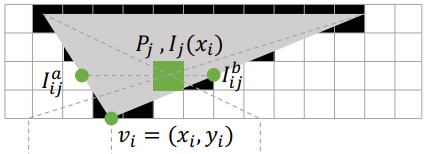 P_j , I_j(x_i)
I_{ij}^a I_{ij}^b
v_i = (x_i, y_i)